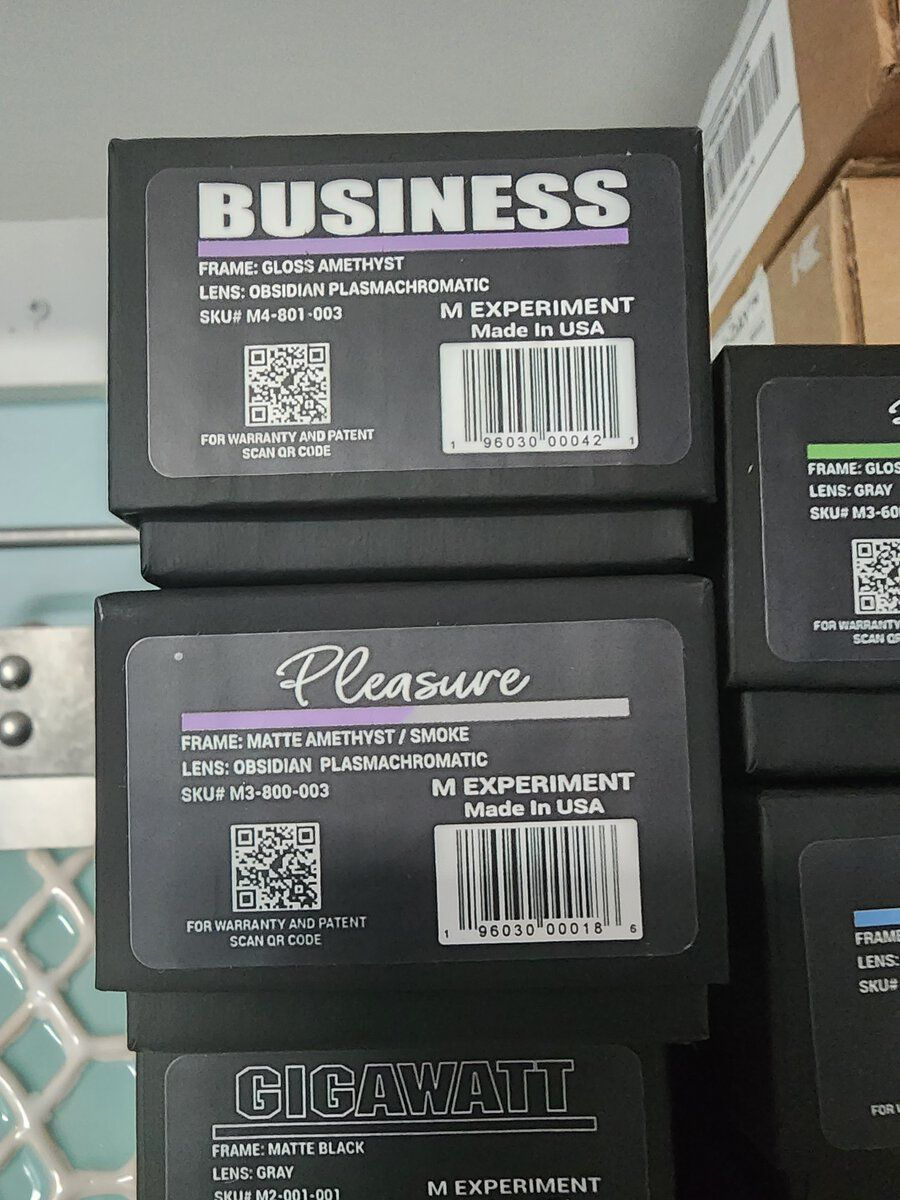 BUSINESS
FRAME: GLOSS AMETHYST
LENS: OBSIDIAN PLASMACHROMATIC
SKU# M4-801-003
M EXPERIMENT
Made In USA
FOR WARRANTY AND PATENT
SCAN QR CODE
1 96030 00042 1
Pleasure
FRAME: MATTE AMETHYST / SMOKE
LENS: OBSIDIAN PLASMACHROMATIC
SKU# M3-800-003
M EXPERIMENT
Made In USA
FOR WARRANTY AND PATENT
SCAN QR CODE
1 96030 00018 6
GIGAWATT
FRAME: MATTE BLACK
LENS: GRAY
SKU# M2-001-001
M EXPERIMENT
FRAME: GLOS
LENS: GRAY
SKU# M3-60
FOR WARRANTY
SCAN QR
FRAME
LENS:
SKU#
FOR